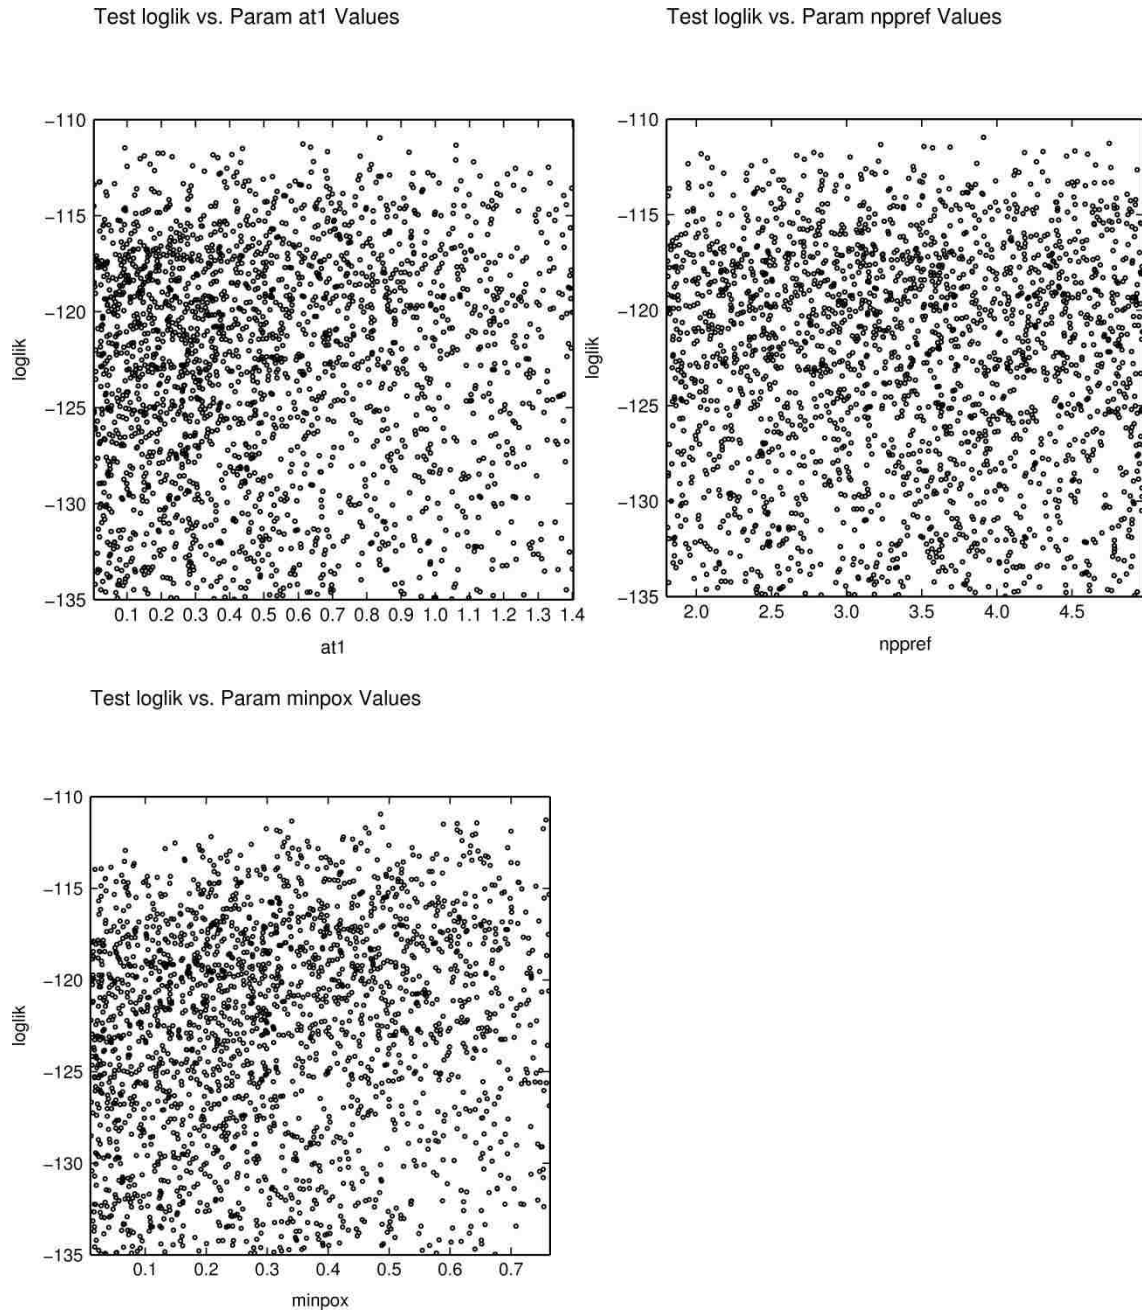 Test loglik vs. Param at1 Values
Test loglik vs. Param nppref Values
−110
−115
−120
−125
−130
−135
loglik
0.1 0.2 0.3 0.4 0.5 0.6 0.7 0.8 0.9 1.0 1.1 1.2 1.3 1.4
at1
−110
−115
−120
−125
−130
−135
loglik
2.0 2.5 3.0 3.5 4.0 4.5
nppref
Test loglik vs. Param minpox Values
−110
−115
−120
−125
−130
−135
loglik
0.1 0.2 0.3 0.4 0.5 0.6 0.7
minpox